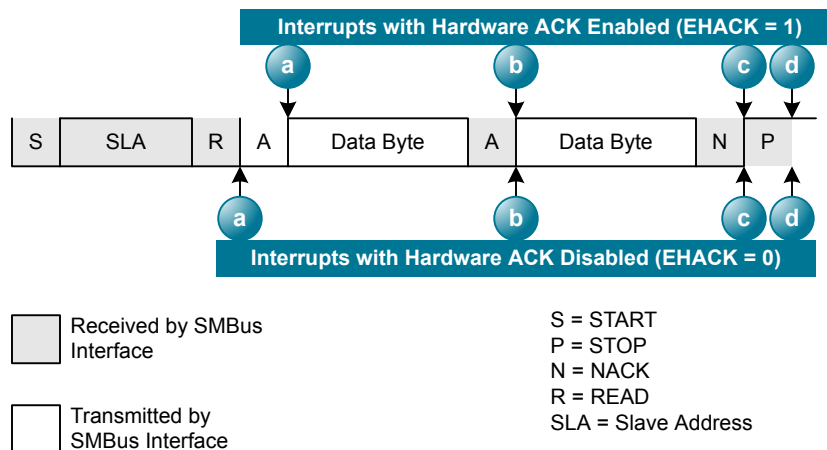 Interrupts with Hardware ACK Enabled (EHACK = 1)
a b c d
S SLA R A Data Byte A Data Byte N P
a b c d
Interrupts with Hardware ACK Disabled (EHACK = 0)
Received by SMBus
Interface
Transmitted by
SMBus Interface
S = START
P = STOP
N = NACK
R = READ
SLA = Slave Address